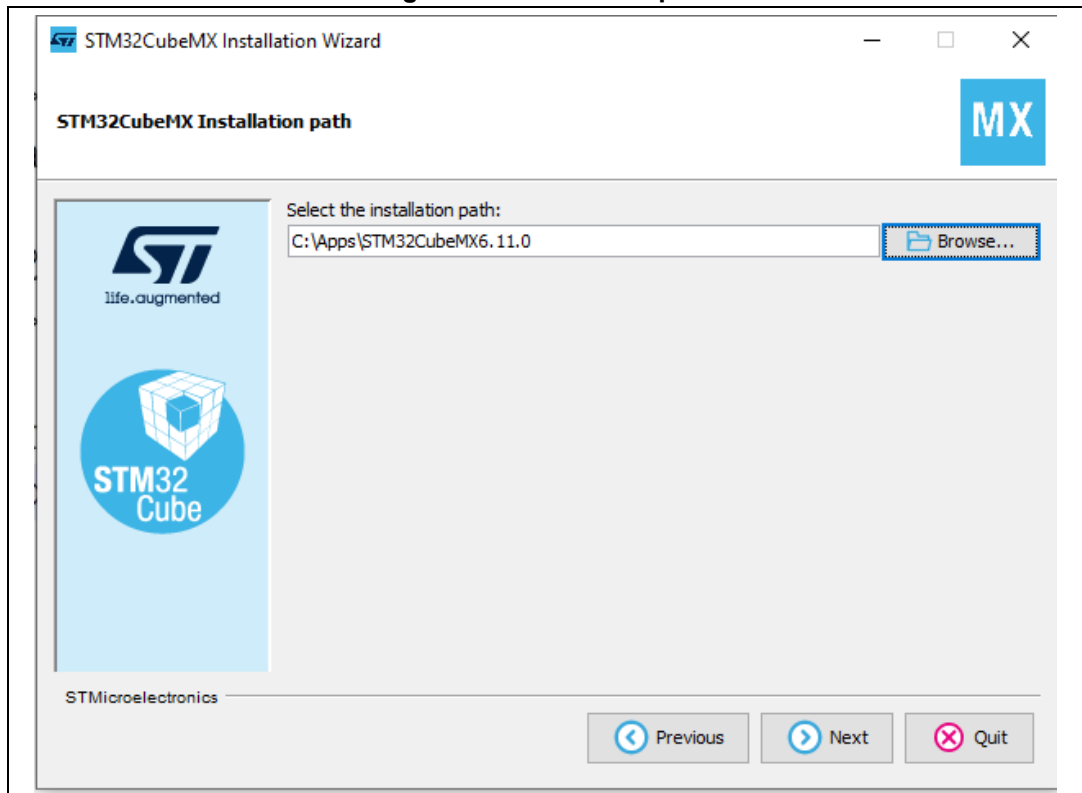 STM32CubeMX Installation Wizard
STM32CubeMX Installation path
MX
Select the installation path:
C:\Apps\STM32CubeMX6.11.0
Browse...
ST
life.augmented
STM32
Cube
STMicroelectronics
Previous
Next
Quit